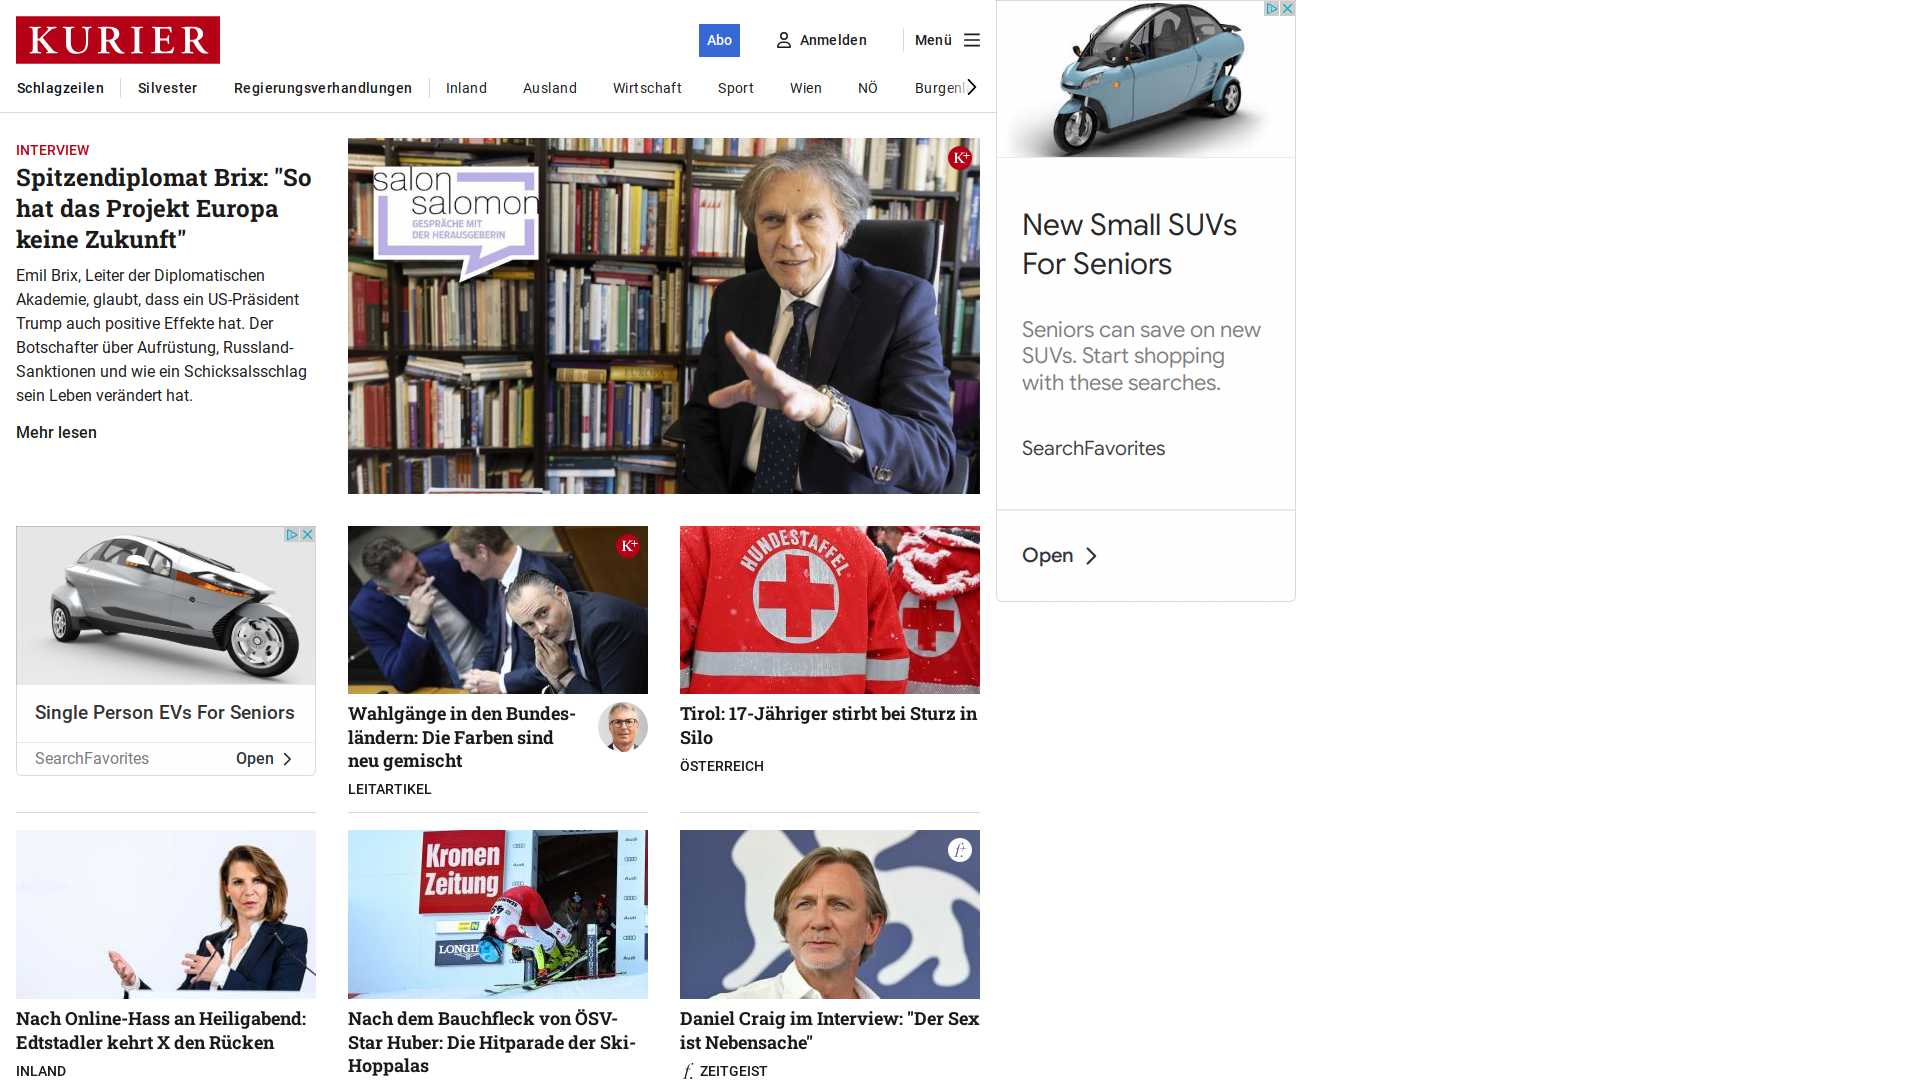 KURIER
Abo
Anmelden
Menü
Schlagzeilen
Silvester
Regierungsverhandlungen
Inland
Ausland
Wirtschaft
Sport
Wien
NÖ
Burgenl
INTERVIEW
Spitzendiplomat Brix: "So
hat das Projekt Europa
keine Zukunft"
Emil Brix, Leiter der Diplomatischen
Akademie, glaubt, dass ein US-Präsident
Trump auch positive Effekte hat. Der
Botschafter über Aufrüstung, Russland-
Sanktionen und wie ein Schicksalsschlag
sein Leben verändert hat.
Mehr lesen
salon
salomon
GESPRÄCHE MIT
DER HERAUSGEBERIN
EUROPA
K+
New Small SUVs
For Seniors
Seniors can save on new
SUVs. Start shopping
with these searches.
SearchFavorites
Open
Single Person EVs For Seniors
SearchFavorites
Open
K+
Wahlgänge in den Bundes-
ländern: Die Farben sind
neu gemischt
LEITARTIKEL
HUNDESTAFFEL
Tirol: 17-Jähriger stirbt bei Sturz in
Silo
ÖSTERREICH
Nach Online-Hass an Heiligabend:
Edtstadler kehrt X den Rücken
INLAND
Kronen
Zeitung
LONGIN
LONGINES
Audi
Nach dem Bauchfleck von ÖSV-
Star Huber: Die Hitparade der Ski-
Hoppalas
f+
Daniel Craig im Interview: "Der Sex
ist Nebensache"
f. ZEITGEIST